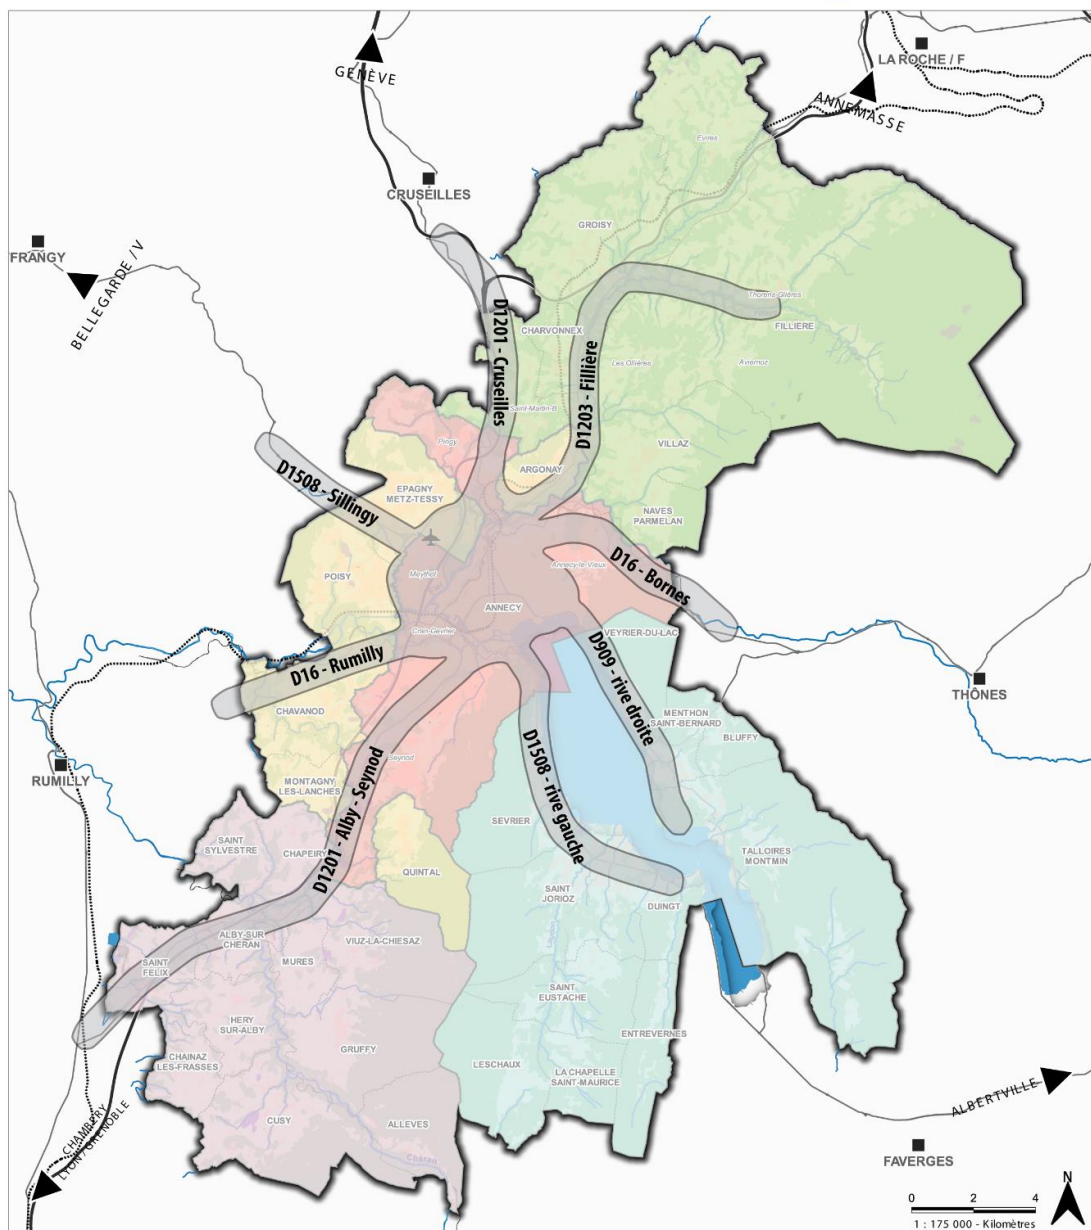 LA ROCHE / F
GENÈVE
ANNEMASSE
Evires
CRUSEILLES
GROISY
FRANGY
BELLEGARDE /V
Thorens-Glières
FILLIERE
D1201 - Cruseilles
CHARVONNEX
D1203 - Fillière
Les Ollières
Aviernoz
Saint-Martin-B
Pringy
VILLAZ
D1508 - Sillingy
ARGONAY
EPAGNY
METZ-TESSY
NAVES
PARMELAN
Annecy-le-Vieux
D16 - Bornes
POISY
Meythet
ANNECY
Cran-Gevrier
VEYRIER-DU-LAC
D16 - Rumilly
D909 - rive droite
THÔNES
CHAVANOD
MENTHON
SAINT-BERNARD
BLUFFY
Seynod
D1508 - rive gauche
RUMILLY
MONTAGNY
LES-LANCHES
D1201 - Alby - Seynod
SEVRIER
SAINT
SYLVESTRE
CHAPEIRY
TALLOIRES
MONTMIN
QUINTAL
SAINT
JORIOZ
DUINGT
ALBY-SUR
CHERAN
VIUZ-LA-CHIESAZ
SAINT
FELIX
MURES
SAINT
EUSTACHE
HERY
SUR-ALBY
ENTREVERNES
GRUFFY
CHAINAZ
LES-FRASSES
LESCHAUX
LA CHAPELLE
SAINT-MAURICE
CUSY
ALLEVES
Chéran
CHAMBÉRY
LYON/GRENOBLE
ALBERTVILLE
FAVERGES
N
0 2 4
1 : 175 000 - Kilomètres